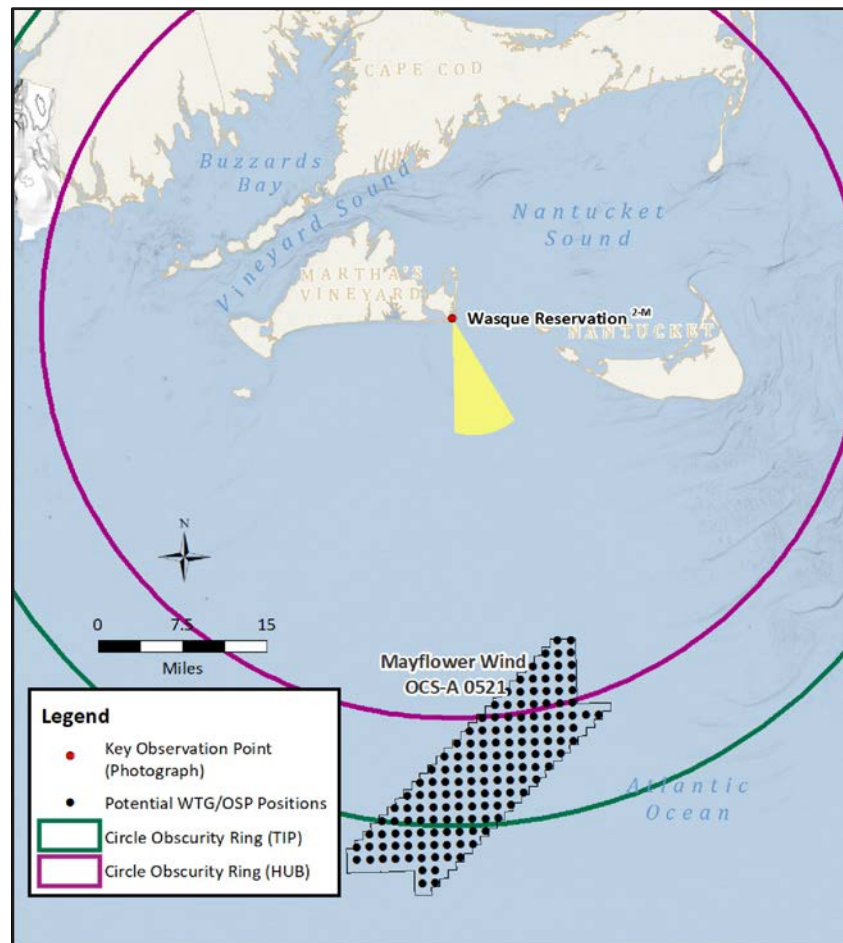 CAPE COD
Buzzards
Bay
Vineyard Sound
Nantucket
Sound
MARTHA'S
VINEYARD
Wasque Reservation 2-M
NANTUCKET
N
0 7.5 15
Miles
Mayflower Wind
OCS-A 0521
Atlantic
Ocean
Legend
Key Observation Point
(Photograph)
Potential WTG/OSP Positions
Circle Obscurity Ring (TIP)
Circle Obscurity Ring (HUB)